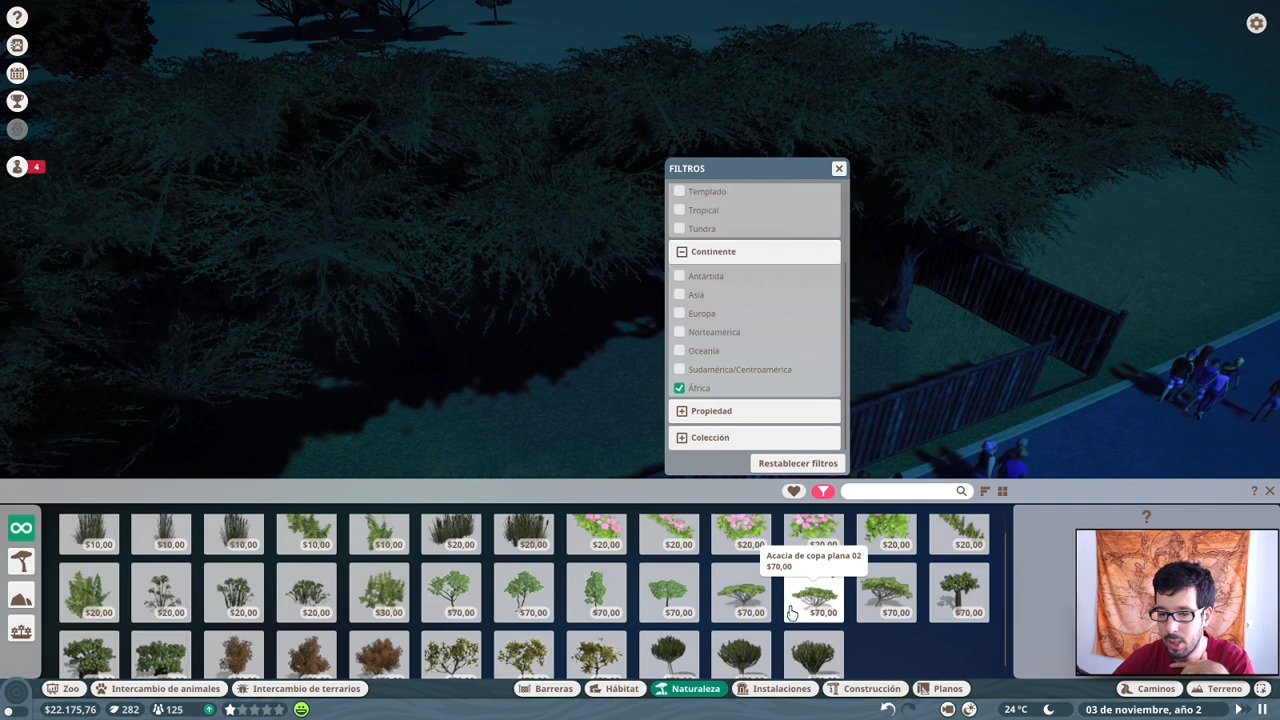 4
FILTROS
Templado
Tropical
Tundra
Continente
Antártida
Asia
Europa
Norteamérica
Oceanía
Sudamérica/Centroamérica
África
Propiedad
Colección
Restablecer filtros
$10,00 $10,00 $10,00 $10,00 $10,00 $20,00 $20,00 $20,00 $20,00 $20,00 $20,00 $20,00 $20,00
Acacia de copa plana 02
$70,00
$20,00 $20,00 $20,00 $20,00 $30,00 $70,00 $70,00 $70,00 $70,00 $70,00 $70,00 $70,00 $70,00
Zoo Intercambio de animales Intercambio de terrarios Barreras Hábitat Naturaleza Instalaciones Construcción Planos Caminos Terreno
$22.175,76 282 125 24 °C 03 de noviembre, año 2